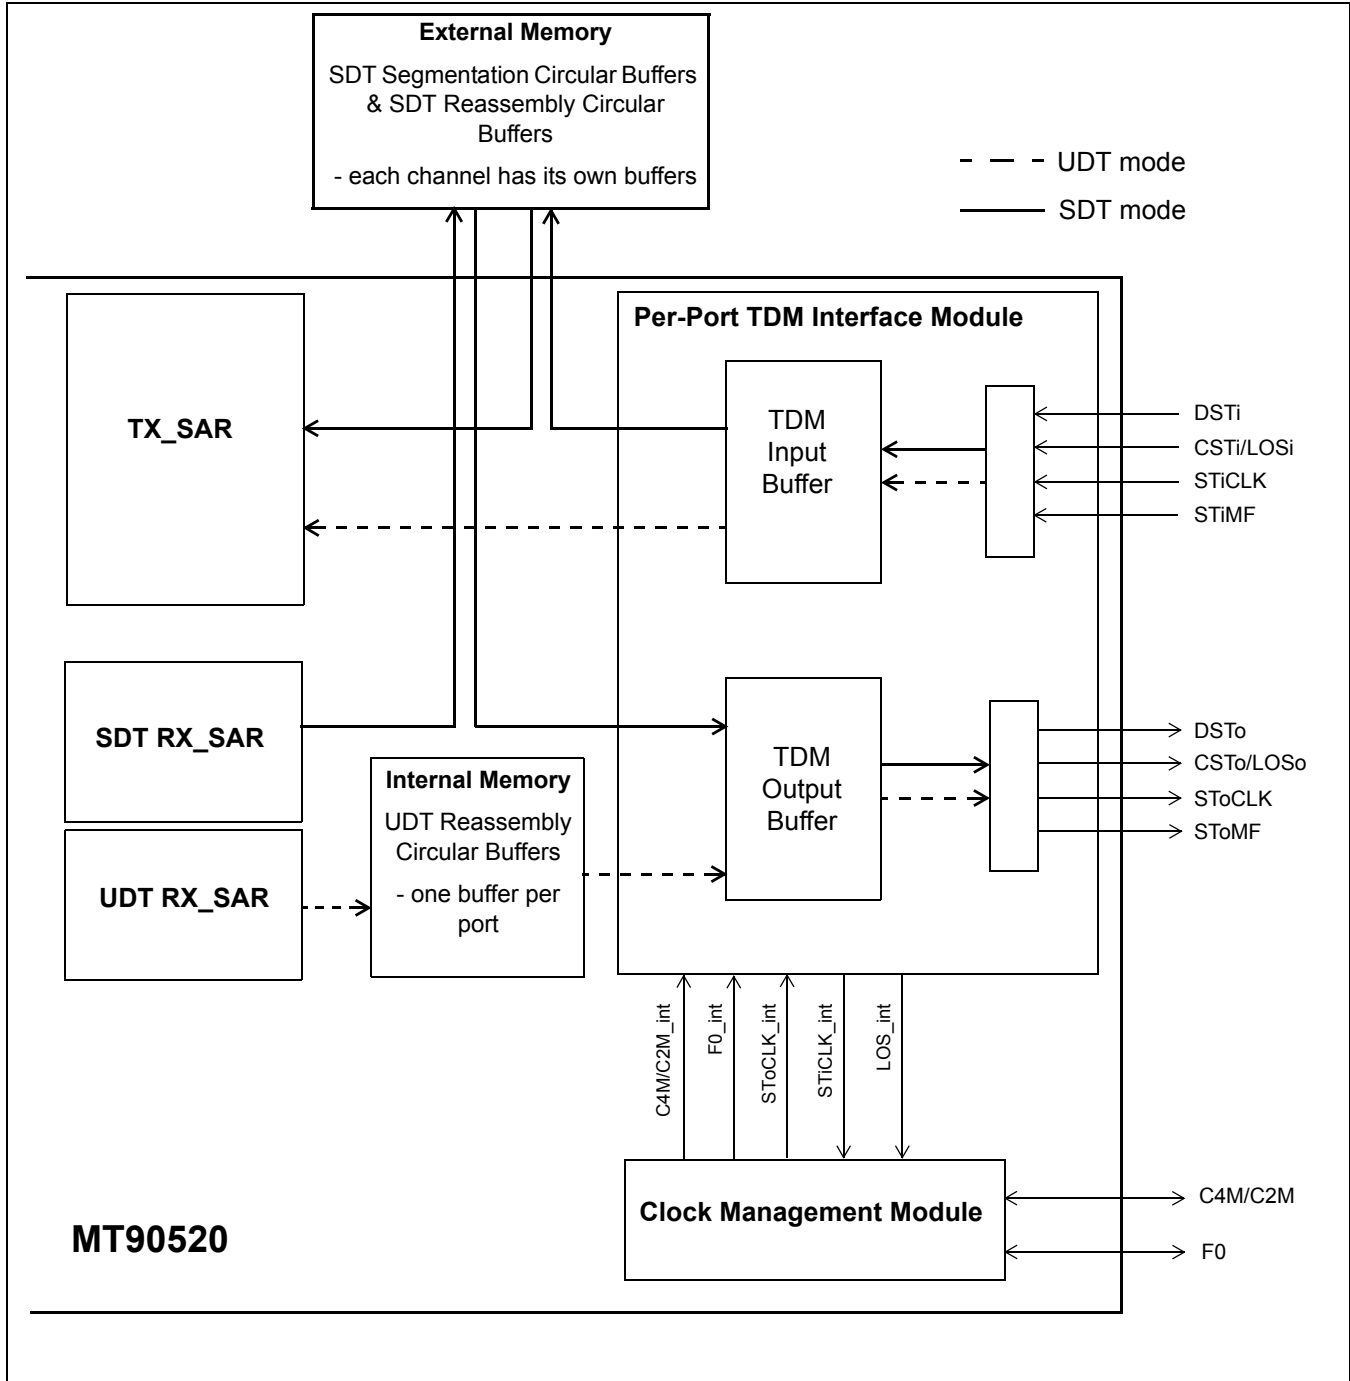 External Memory
SDT Segmentation Circular Buffers
& SDT Reassembly Circular
Buffers
- each channel has its own buffers
UDT mode
SDT mode
Per-Port TDM Interface Module
TX_SAR
TDM
Input
Buffer
DSTi
CSTi/LOSi
STiCLK
STiMF
SDT RX_SAR
UDT RX_SAR
Internal Memory
UDT Reassembly
Circular Buffers
- one buffer per
port
TDM
Output
Buffer
DSTo
CSTo/LOSo
SToCLK
SToMF
C4M/C2M_int
F0_int
SToCLK_int
STiCLK_int
LOS_int
Clock Management Module
C4M/C2M
F0
MT90520